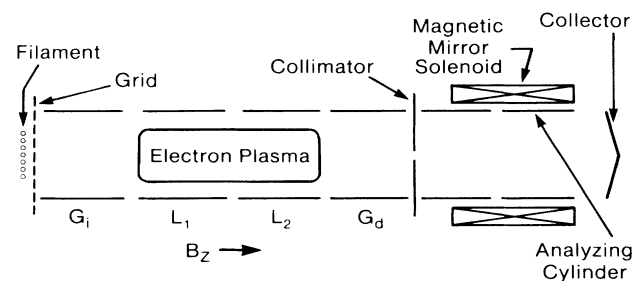 Filament
Grid
Collimator
Magnetic
Mirror
Solenoid
Collector
Electron Plasma
Gi
L1
L2
Gd
BZ
Analyzing
Cylinder